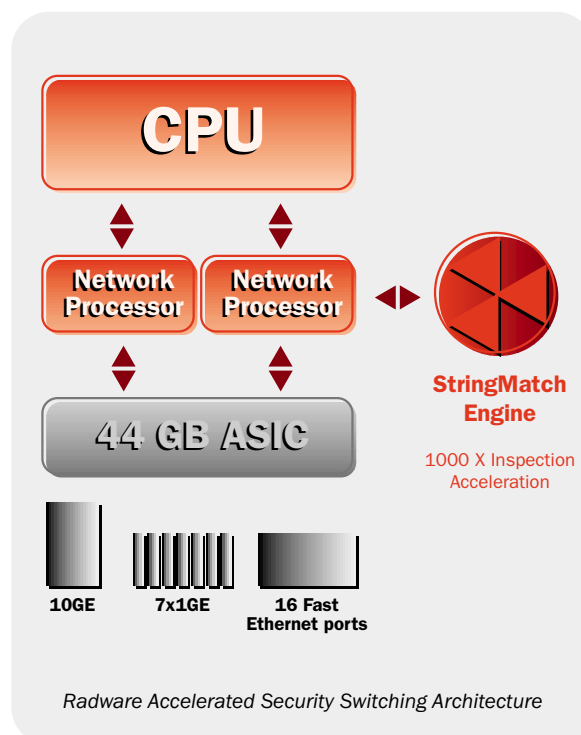 CPU
Network
Processor
Network
Processor
StringMatch
Engine
1000 X Inspection
Acceleration
44 GB ASIC
10GE
7x1GE
16 Fast
Ethernet ports
Radware Accelerated Security Switching Architecture